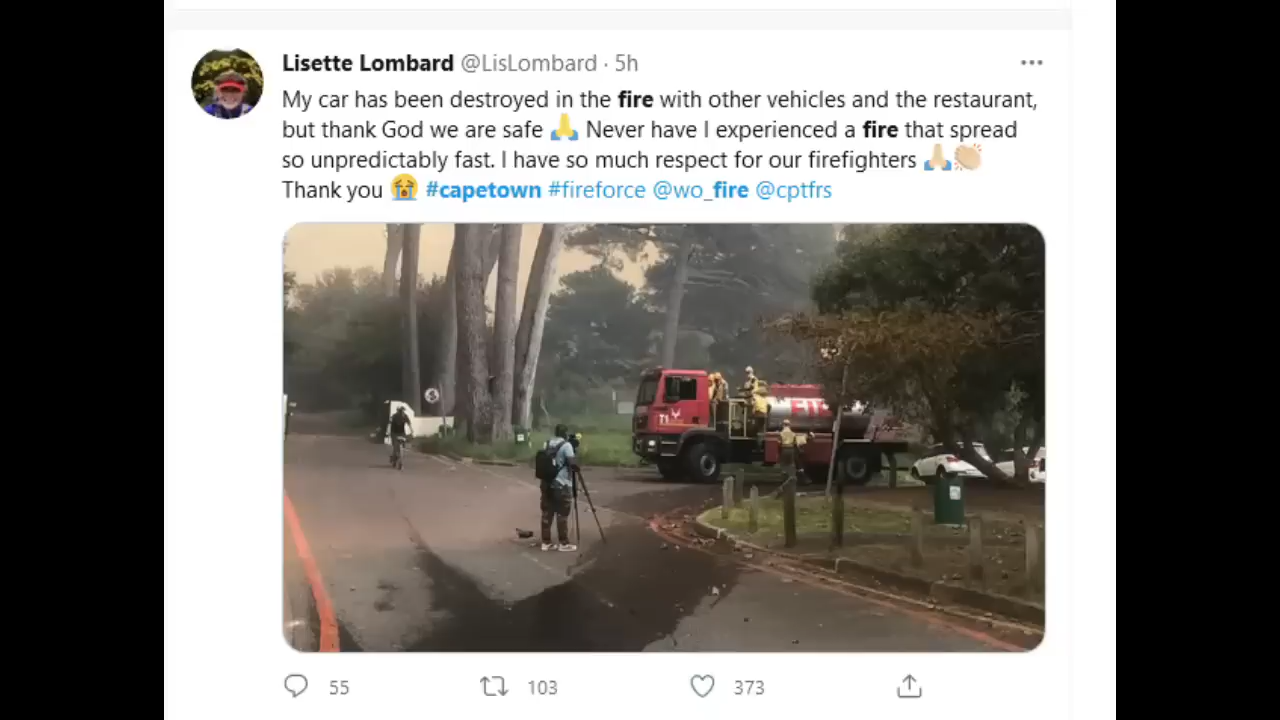 Lisette Lombard @LisLombard · 5h
My car has been destroyed in the fire with other vehicles and the restaurant,
but thank God we are safe 🙏 Never have I experienced a fire that spread
so unpredictably fast. I have so much respect for our firefighters 🙏🏼👏🏼
Thank you 😭 #capetown #fireforce @wo_fire @cptfrs
T1
55 103 373